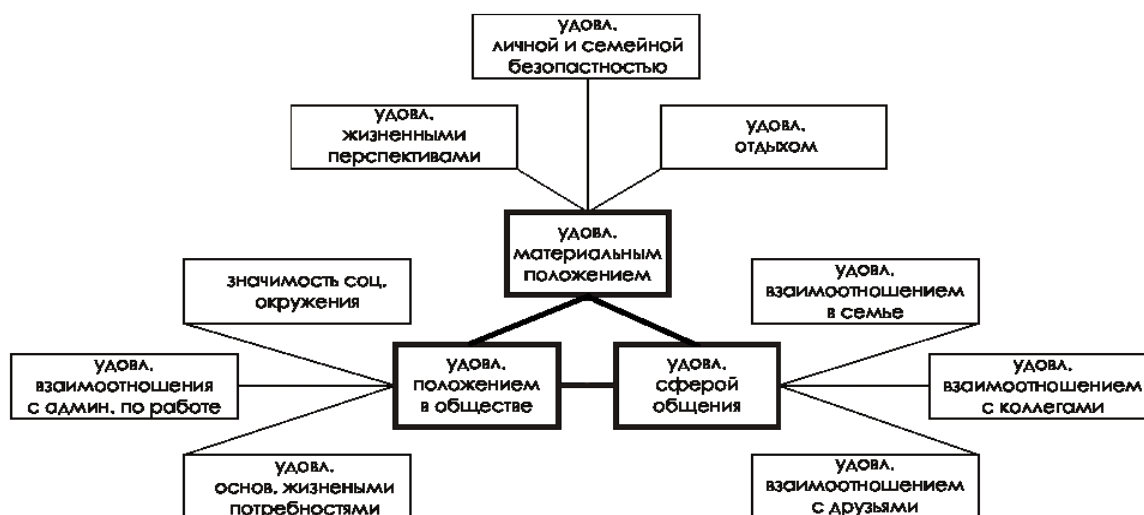 удовл.
личной и семейной
безопастностью
удовл.
жизненными
перспективами
удовл.
отдыхом
удовл.
материальным
положением
значимость соц.
окружения
удовл.
взаимоотношением
в семье
удовл.
взаимоотношения
с админ. по работе
удовл.
положением
в обществе
удовл.
сферой
общения
удовл.
взаимоотношением
с коллегами
удовл.
основ. жизнеными
потребностями
удовл.
взаимоотношением
с друзьями